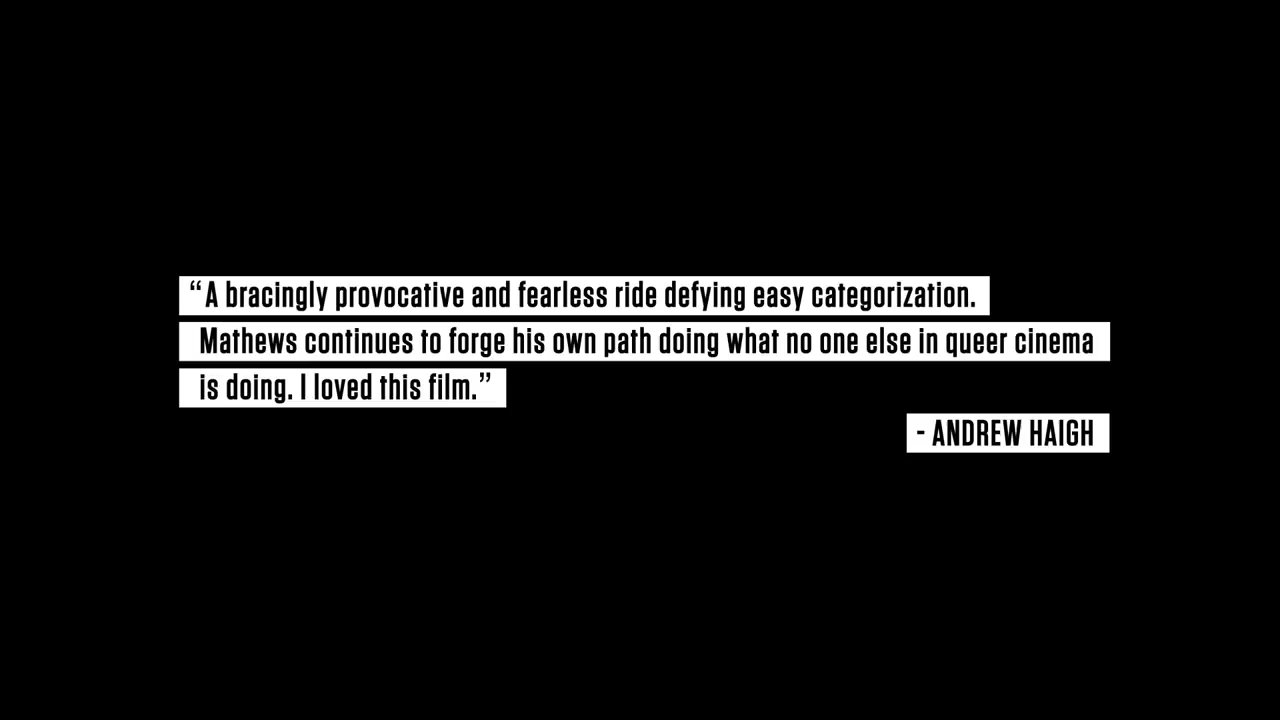 “A bracingly provocative and fearless ride defying easy categorization.
Mathews continues to forge his own path doing what no one else in queer cinema
is doing. I loved this film.”
- ANDREW HAIGH